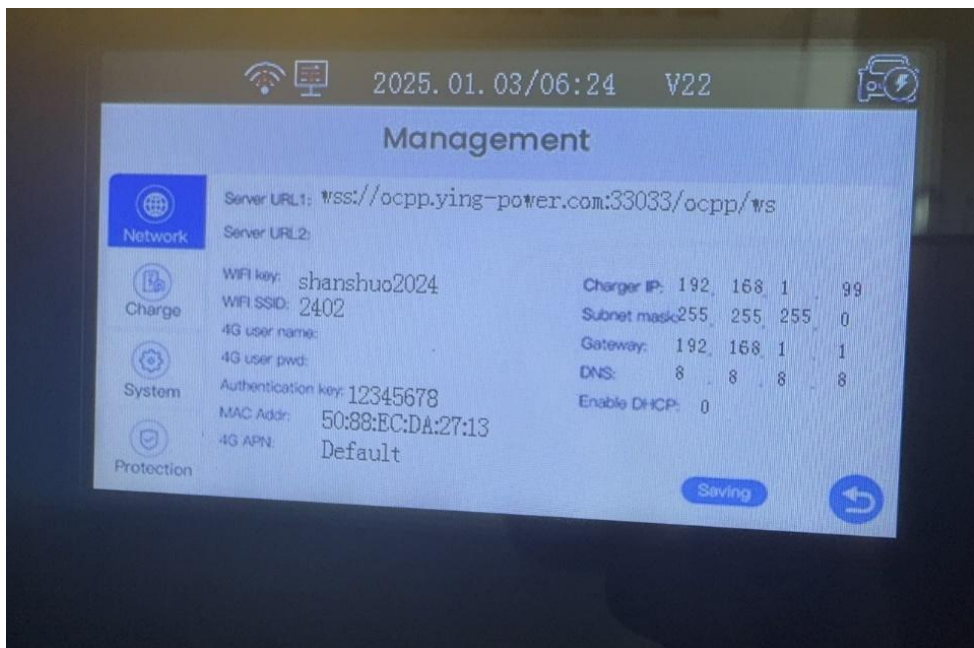 2025.01.03/06:24 V22
Management
Network
Charge
System
Protection
Server URL1: wss://ocpp.ying-power.com:33033/ocpp/ws
Server URL2:
WIFI key: shanshuo2024
WIFI SSID: 2402
4G user name:
4G user pwd:
Authentication key: 12345678
MAC Addr: 50:88:EC:DA:27:13
4G APN: Default
Charger IP: 192. 168. 1 . 99
Subnet mask: 255. 255. 255. 0
Gateway: 192. 168. 1 . 1
DNS: 8 . 8 . 8 . 8
Enable DHCP: 0
Saving